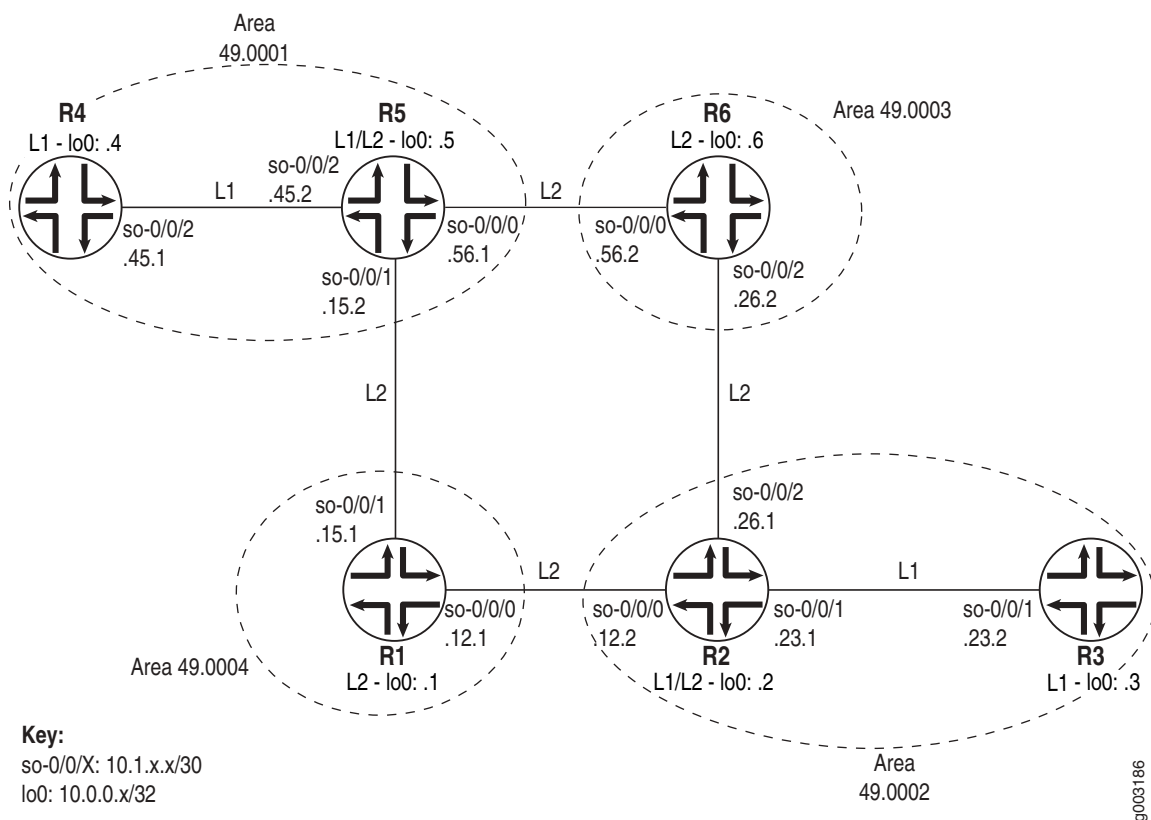 Area
49.0001
R4
L1 - lo0: .4
R5
L1/L2 - lo0: .5
R6
L2 - lo0: .6
Area 49.0003
so-0/0/2
.45.2
L1
so-0/0/2
.45.1
so-0/0/0
.56.1
L2
so-0/0/0
.56.2
so-0/0/1
.15.2
so-0/0/2
.26.2
L2
L2
so-0/0/1
.15.1
so-0/0/2
.26.1
L2
L1
so-0/0/0
.12.1
so-0/0/0
.12.2
so-0/0/1
.23.1
so-0/0/1
.23.2
Area 49.0004
R1
L2 - lo0: .1
R2
L1/L2 - lo0: .2
R3
L1 - lo0: .3
Key:
so-0/0/X: 10.1.x.x/30
lo0: 10.0.0.x/32
Area
49.0002
g003186